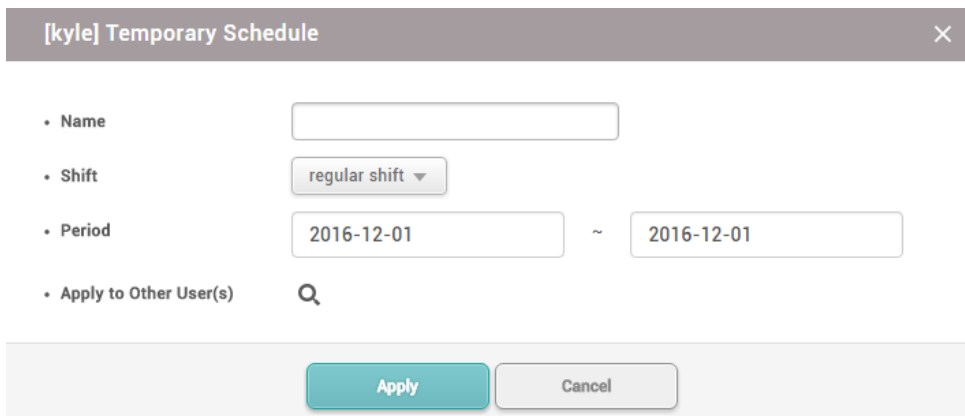 [kyle] Temporary Schedule
• Name
• Shift regular shift
• Period 2016-12-01 ~ 2016-12-01
• Apply to Other User(s)
Apply Cancel